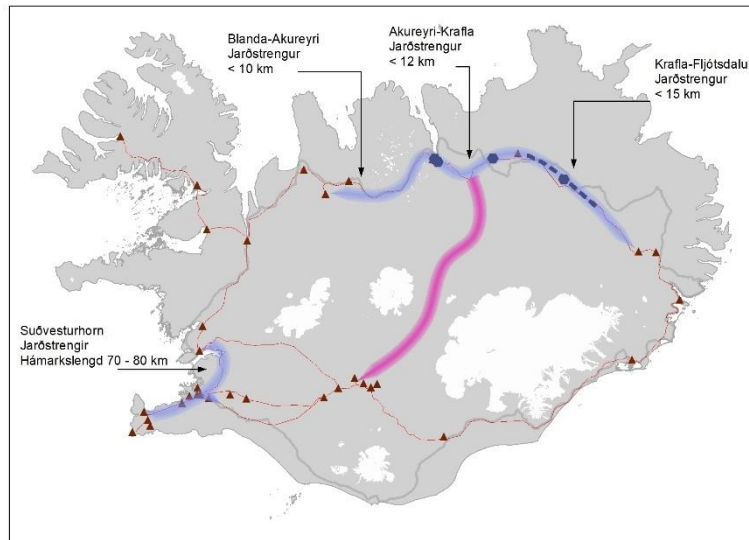 Blanda-Akureyri
Jarðstrengur
< 10 km
Akureyri-Krafla
Jarðstrengur
< 12 km
Krafla-Fljótsdalu
Jarðstrengur
< 15 km
Suðvesturhorn
Jarðstrengir
Hámarkslengd 70 - 80 km